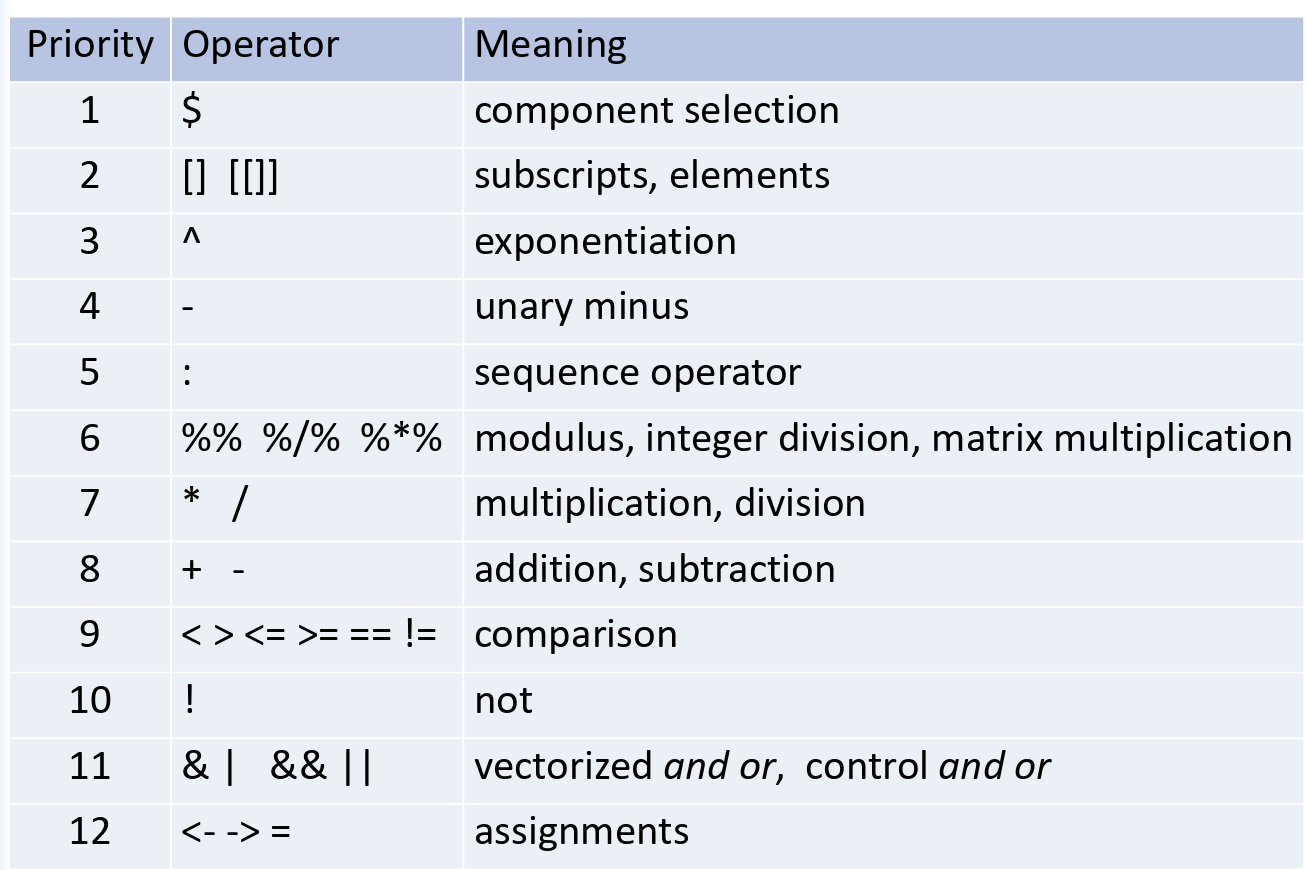 Priority Operator Meaning
1 $ component selection
2 [] [[]] subscripts, elements
3 ^ exponentiation
4 - unary minus
5 : sequence operator
6 %% %/% %*% modulus, integer division, matrix multiplication
7 * / multiplication, division
8 + - addition, subtraction
9 < > <= >= == != comparison
10 ! not
11 & | && || vectorized and or, control and or
12 <- -> = assignments